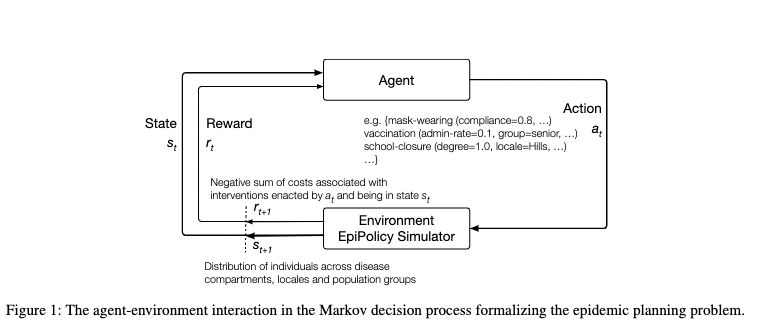 Agent
State
s_t
Reward
r_t
Action
a_t
e.g. {mask-wearing (compliance=0.8, ...)
vaccination (admin-rate=0.1, group=senior, ...)
school-closure (degree=1.0, locale=Hills, ...)
...}
Negative sum of costs associated with
interventions enacted by a_t and being in state s_t
r_{t+1}
Environment
EpiPolicy Simulator
s_{t+1}
Distribution of individuals across disease
compartments, locales and population groups
Figure 1: The agent-environment interaction in the Markov decision process formalizing the epidemic planning problem.